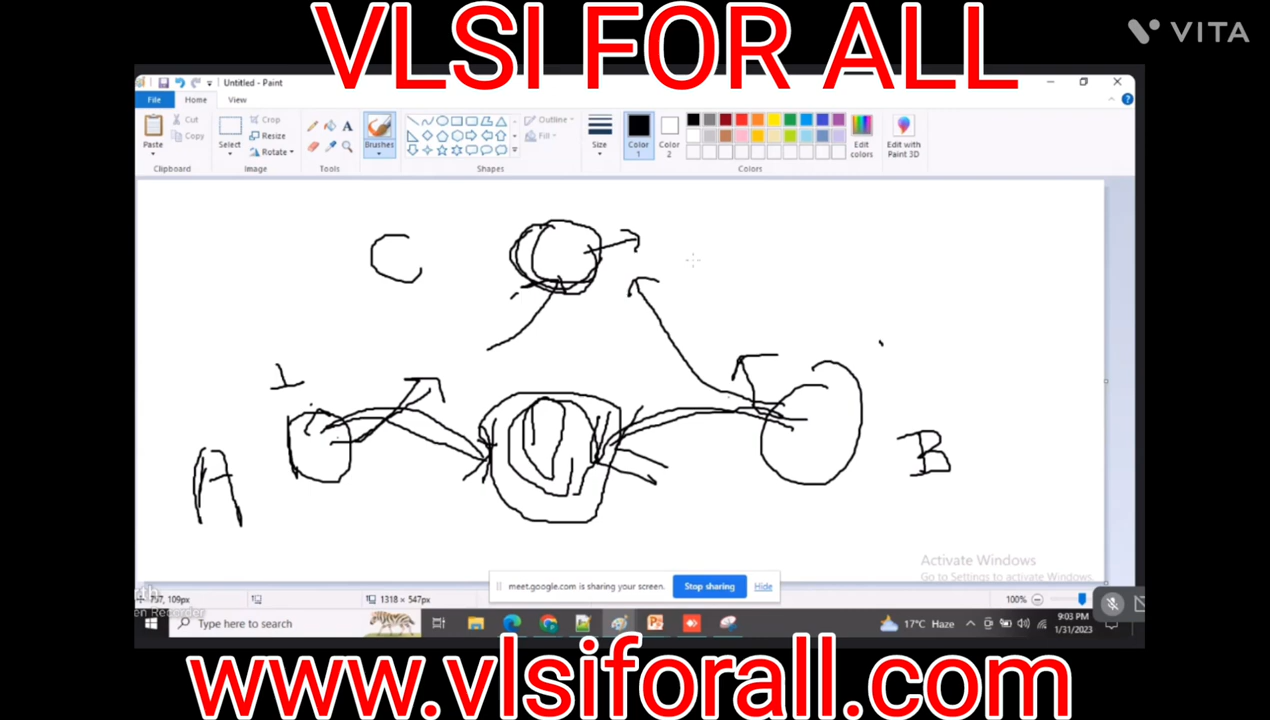 VLSI FOR ALL
VITA
Untitled - Paint
File Home View
Cut
Copy
Paste
Clipboard
Crop
Resize
Rotate
Select
Image
Tools
Brushes
Outline
Fill
Shapes
Size
Color 1
Color 2
Edit colors
Edit with Paint 3D
Colors
C
I
A
B
Activate Windows
Go to Settings to activate Windows.
meet.google.com is sharing your screen.
Stop sharing
Hide
797, 109px
1318 × 547px
100%
Type here to search
17°C Haze
9:03 PM
1/31/2023
www.vlsiforall.com